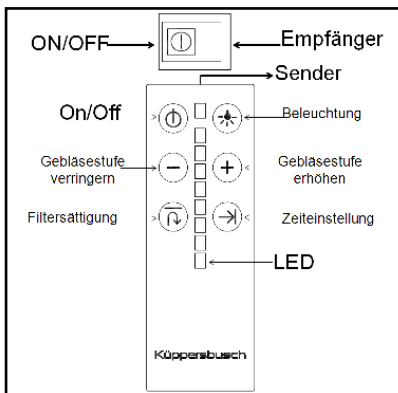 ON/OFF
Empfänger
Sender
On/Off
Beleuchtung
Gebläsestufe
verringern
Gebläsestufe
erhöhen
Filtersättigung
Zeiteinstellung
LED
Küppersbusch